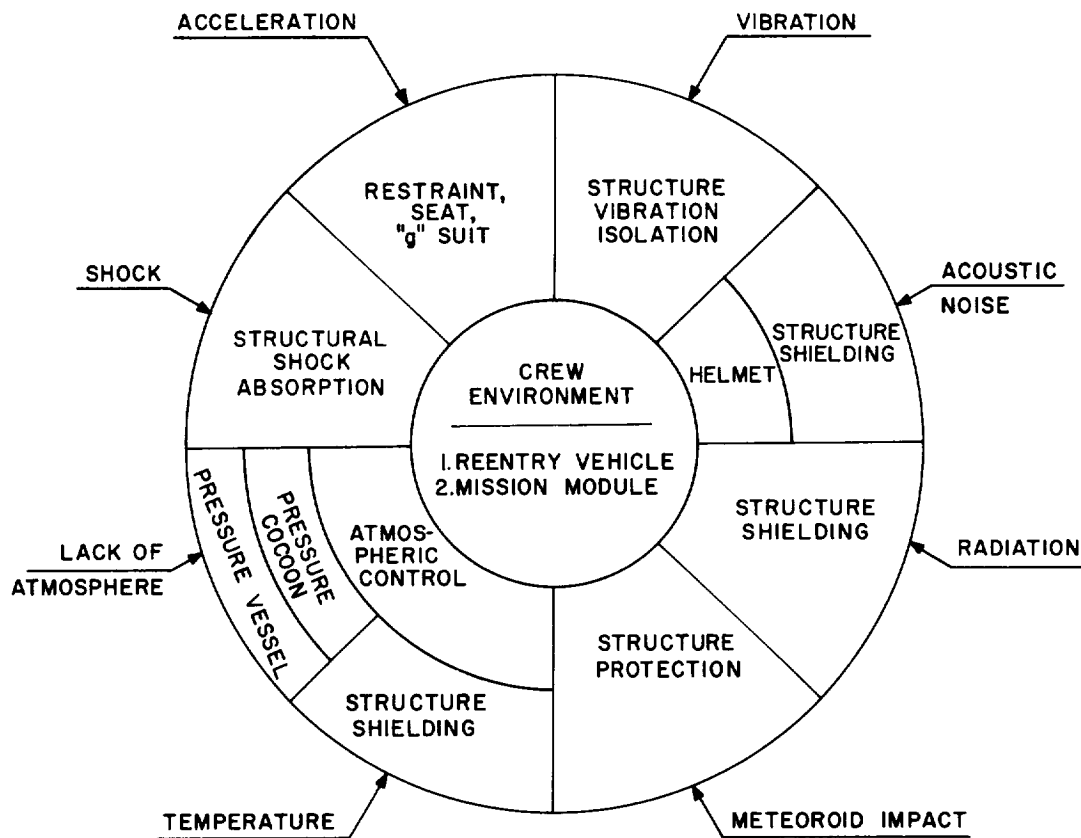 ACCELERATION
VIBRATION
RESTRAINT,
SEAT,
"g" SUIT
STRUCTURE
VIBRATION
ISOLATION
SHOCK
ACOUSTIC
NOISE
STRUCTURAL
SHOCK
ABSORPTION
STRUCTURE
SHIELDING
HELMET
CREW
ENVIRONMENT
1.REENTRY VEHICLE
2.MISSION MODULE
PRESSURE VESSEL
PRESSURE
COCOON
ATMOS-
PHERIC
CONTROL
STRUCTURE
SHIELDING
LACK OF
ATMOSPHERE
RADIATION
STRUCTURE
PROTECTION
STRUCTURE
SHIELDING
TEMPERATURE
METEOROID IMPACT